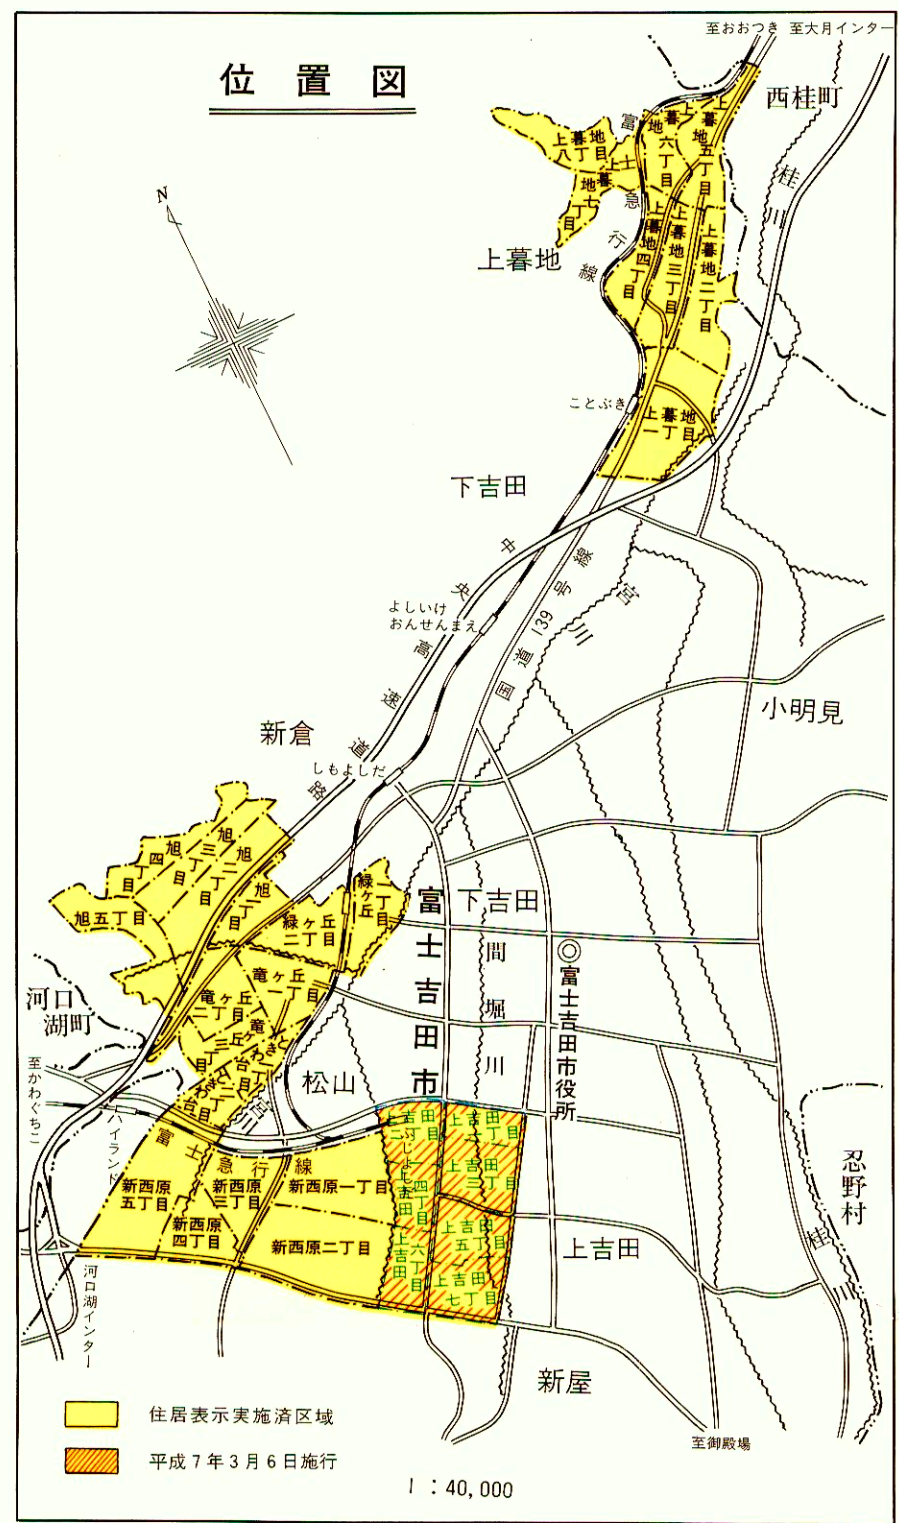 位置図
至おおつき
至大月インター
西桂町
桂川
N
上暮地八丁目
上暮地七丁目
上暮地六丁目
上暮地五丁目
上暮地四丁目
上暮地三丁目
上暮地二丁目
上暮地一丁目
富士急行線
上暮地
ことぶき
下吉田
中央高速道路
国道139号線
宮川
よしいけ
おんせんまえ
小明見
新倉
しもよしだ
旭一丁目
旭二丁目
旭三丁目
旭四丁目
旭五丁目
緑ヶ丘一丁目
緑ヶ丘二丁目
竜ヶ丘一丁目
竜ヶ丘二丁目
竜ヶ丘三丁目
富士吉田市
下吉田
間堀川
富士吉田市役所
河口湖町
至かわぐちこ
ハイランド
松山
宮川
富士急行線
新西原五丁目
新西原三丁目
新西原四丁目
新西原一丁目
新西原二丁目
上吉田二丁目
上吉田四丁目
上吉田六丁目
上吉田三丁目
上吉田五丁目
上吉田七丁目
上吉田
忍野村
桂川
河口湖インター
新屋
至御殿場
住居表示実施済区域
平成7年3月6日施行
1：40,000